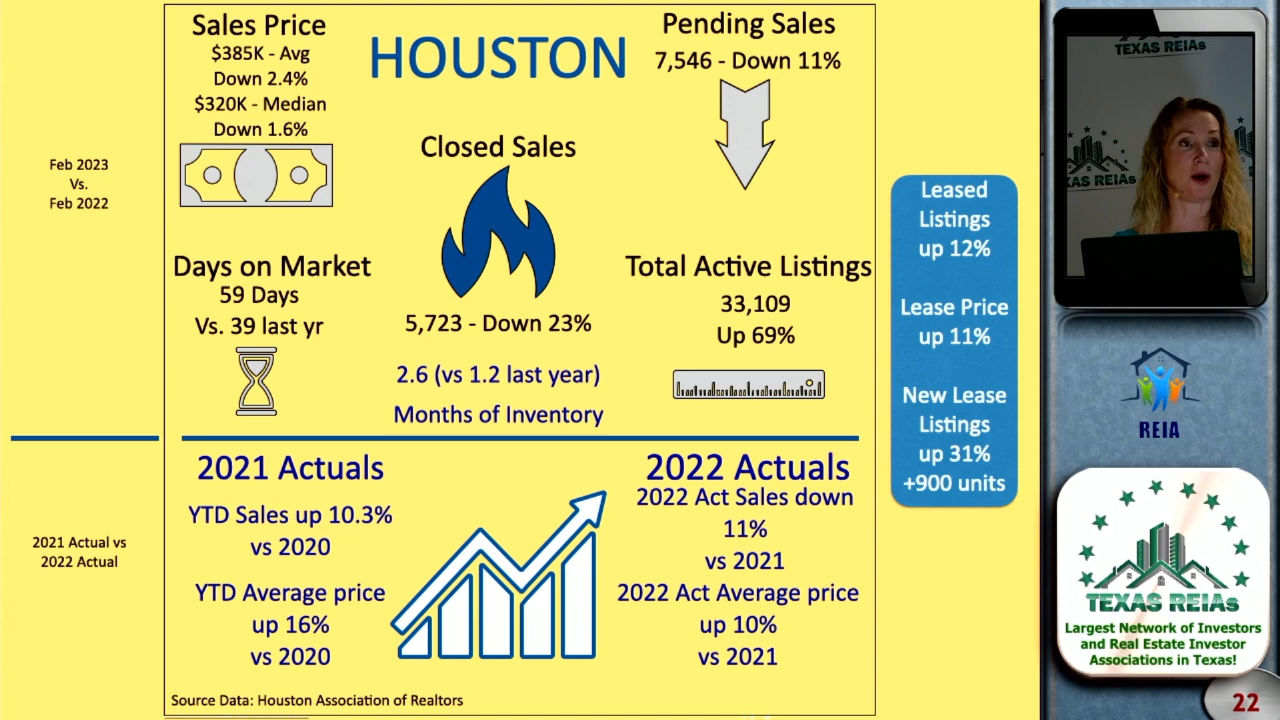 Sales Price
$385K - Avg
Down 2.4%
$320K - Median
Down 1.6%
HOUSTON
Pending Sales
7,546 - Down 11%
Feb 2023
Vs.
Feb 2022
Closed Sales
5,723 - Down 23%
2.6 (vs 1.2 last year)
Months of Inventory
Days on Market
59 Days
Vs. 39 last yr
Total Active Listings
33,109
Up 69%
Leased
Listings
up 12%
Lease Price
up 11%
New Lease
Listings
up 31%
+900 units
2021 Actual vs
2022 Actual
2021 Actuals
YTD Sales up 10.3%
vs 2020
YTD Average price
up 16%
vs 2020
2022 Actuals
2022 Act Sales down
11%
vs 2021
2022 Act Average price
up 10%
vs 2021
Source Data: Houston Association of Realtors
TEXAS REIAs
XAS REIAs
REIA
TEXAS REIAs
Largest Network of Investors
and Real Estate Investor
Associations in Texas!
22